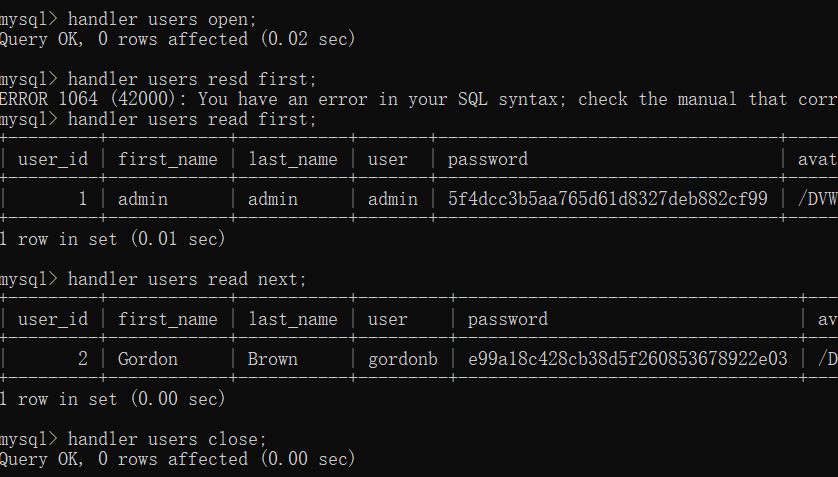 mysql> handler users open;
Query OK, 0 rows affected (0.02 sec)
mysql> handler users resd first;
ERROR 1064 (42000): You have an error in your SQL syntax; check the manual that corr
mysql> handler users read first;
user_id | first_name | last_name | user | password | avat
1 | admin | admin | admin | 5f4dcc3b5aa765d61d8327deb882cf99 | /DVW
1 row in set (0.01 sec)
mysql> handler users read next;
user_id | first_name | last_name | user | password | av
2 | Gordon | Brown | gordonb | e99a18c428cb38d5f260853678922e03 | /D
1 row in set (0.00 sec)
mysql> handler users close;
Query OK, 0 rows affected (0.00 sec)